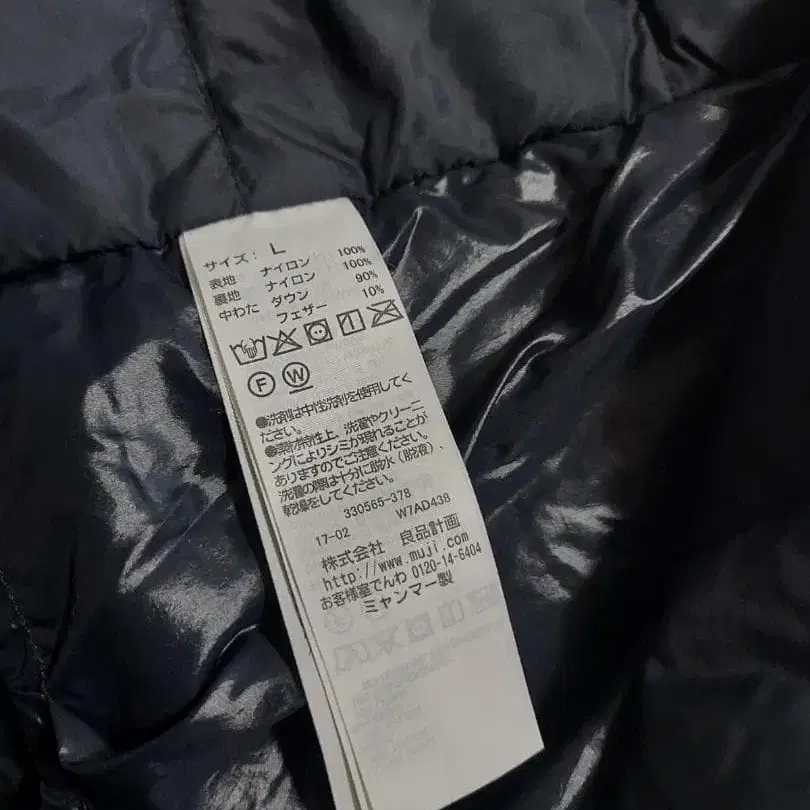 サイズ: L
表地 ナイロン 100%
裏地 ナイロン 100%
中わた ダウン 90%
フェザー 10%
F W
●洗剤は中性洗剤を使用してく
ださい。
●素材特性上、洗濯やクリーニ
ングによりシミが現れることが
ありますのでご注意ください。
洗濯の際は十分に脱水(脱液)、
乾燥をしてください。
330565-378
17-02 W7AD438
株式会社 良品計画
http://www.muji.com
お客様室でんわ 0120-14-6404
ミャンマー製